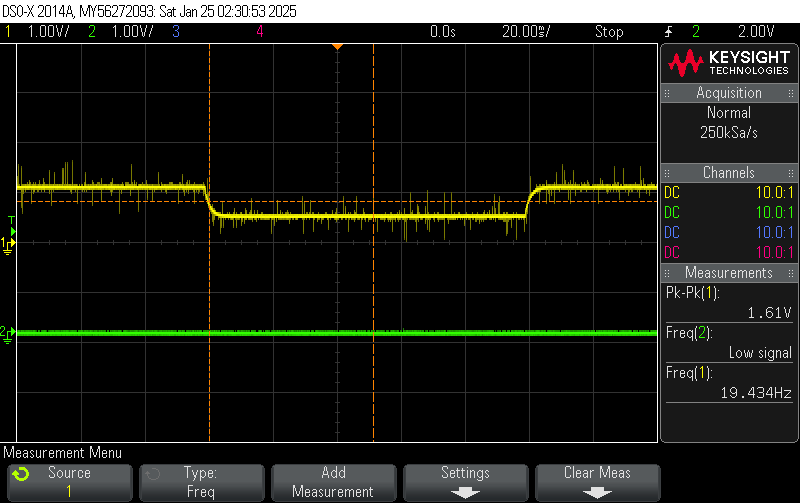 DSO-X 2014A, MY56272093: Sat Jan 25 02:30:53 2025
1 1.00V/ 2 1.00V/ 3 4 0.0s 20.00ms/ Stop 2 2.00V
KEYSIGHT
TECHNOLOGIES
Acquisition
Normal
250kSa/s
Channels
DC 10.0:1
DC 10.0:1
DC 10.0:1
DC 10.0:1
Measurements
Pk-Pk(1):
1.61V
Freq(2):
Low signal
Freq(1):
19.434Hz
T
1
2
Measurement Menu
Source
1
Type:
Freq
Add
Measurement
Settings
Clear Meas